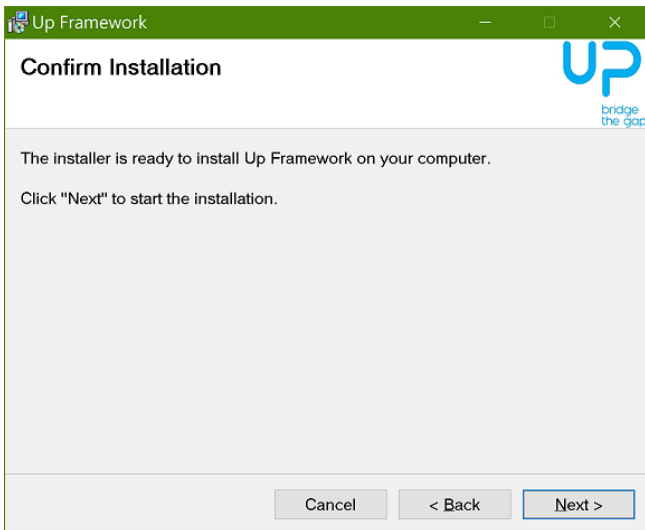 Up Framework
Confirm Installation
UP
bridge
the gap
The installer is ready to install Up Framework on your computer.
Click "Next" to start the installation.
Cancel
< Back
Next >